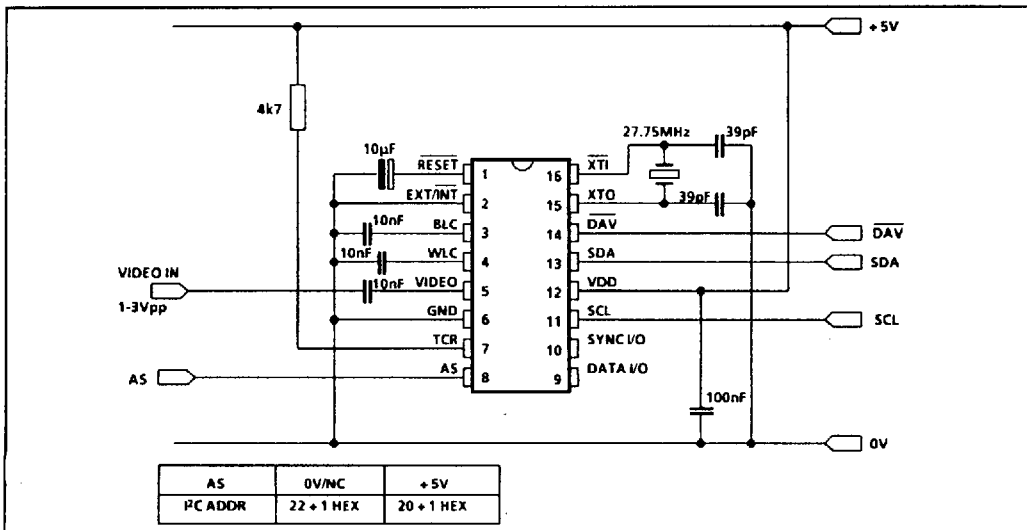 +5V
4k7
10µF
27.75MHz
39pF
RESET
1
16
XTI
EXT/INT
2
15
XTO
39pF
10nF
BLC
3
14
DAV
DAV
10nF
WLC
4
13
SDA
SDA
VIDEO IN
10nF
VIDEO
5
12
VDD
1-3Vpp
GND
6
11
SCL
SCL
TCR
7
10
SYNC I/O
AS
AS
8
9
DATA I/O
100nF
0V
AS 0V/NC +5V
I²C ADDR 22 + 1 HEX 20 + 1 HEX